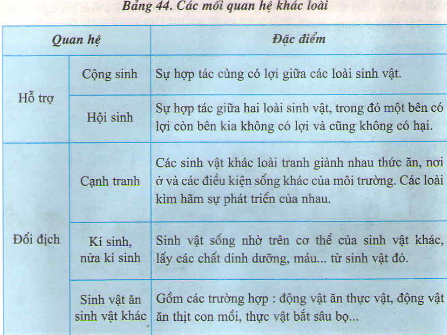 Bảng 44. Các mối quan hệ khác loài
Quan hệ
Đặc điểm
Hỗ trợ
Cộng sinh
Sự hợp tác cùng có lợi giữa các loài sinh vật.
Hội sinh
Sự hợp tác giữa hai loài sinh vật, trong đó một bên có
lợi còn bên kia không có lợi và cũng không có hại.
Đối địch
Cạnh tranh
Các sinh vật khác loài tranh giành nhau thức ăn, nơi
ở và các điều kiện sống khác của môi trường. Các loài
kìm hãm sự phát triển của nhau.
Kí sinh,
nửa kí sinh
Sinh vật sống nhờ trên cơ thể của sinh vật khác,
lấy các chất dinh dưỡng, máu... từ sinh vật đó.
Sinh vật ăn
sinh vật khác
Gồm các trường hợp : động vật ăn thực vật, động vật
ăn thịt con mồi, thực vật bắt sâu bọ...